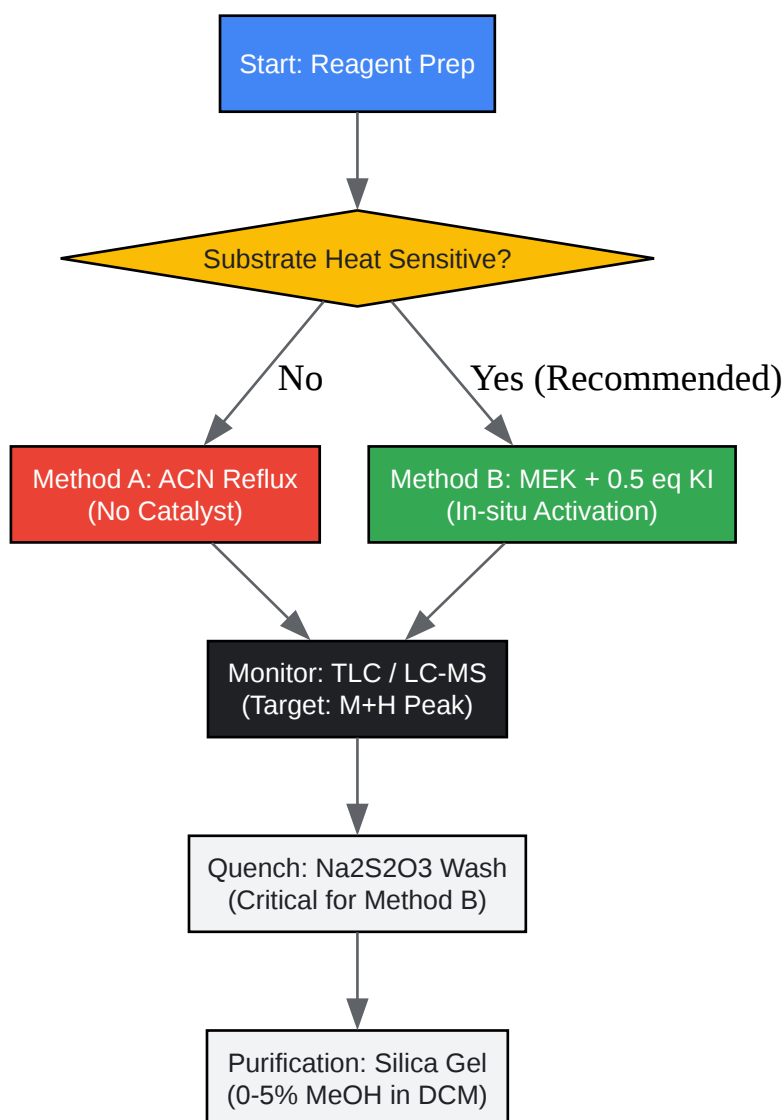 Start: Reagent Prep
Substrate Heat Sensitive?
No
Yes (Recommended)
Method A: ACN Reflux
(No Catalyst)
Method B: MEK + 0.5 eq KI
(In-situ Activation)
Monitor: TLC / LC-MS
(Target: M+H Peak)
Quench: Na2S2O3 Wash
(Critical for Method B)
Purification: Silica Gel
(0-5% MeOH in DCM)